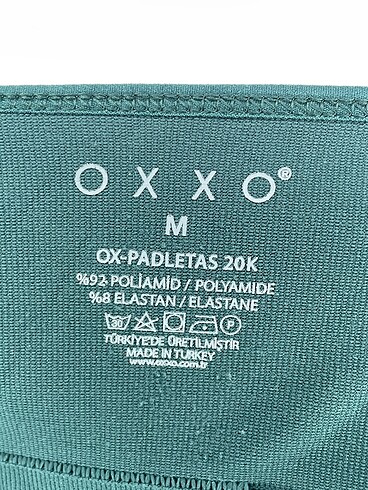 OXXO®
M
OX-PADLETAS 20K
%92 POLİAMİD / POLYAMIDE
%8 ELASTAN / ELASTANE
30 P
TÜRKİYE'DE ÜRETİLMİŞTİR
MADE IN TURKEY
www.oxxo.com.tr